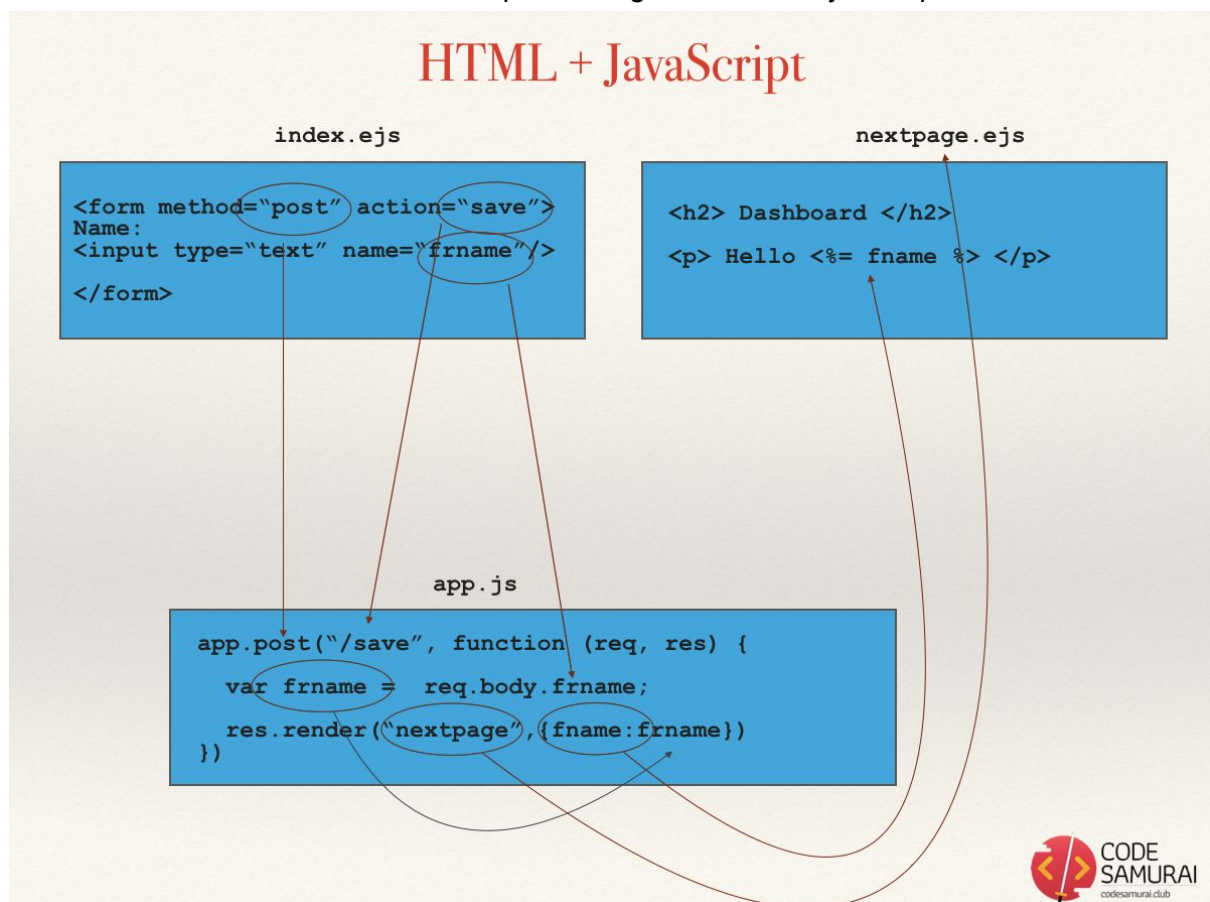 HTML + JavaScript
index.ejs
<form method=“post” action=“save”>
Name:
<input type=“text” name=“frname”/>
</form>
nextpage.ejs
<h2> Dashboard </h2>
<p> Hello <%= fname %> </p>
app.js
app.post(“/save”, function (req, res) {
var frname = req.body.frname;
res.render(“nextpage”,{fname:frname})
})
CODE
SAMURAI
codesamurai.club